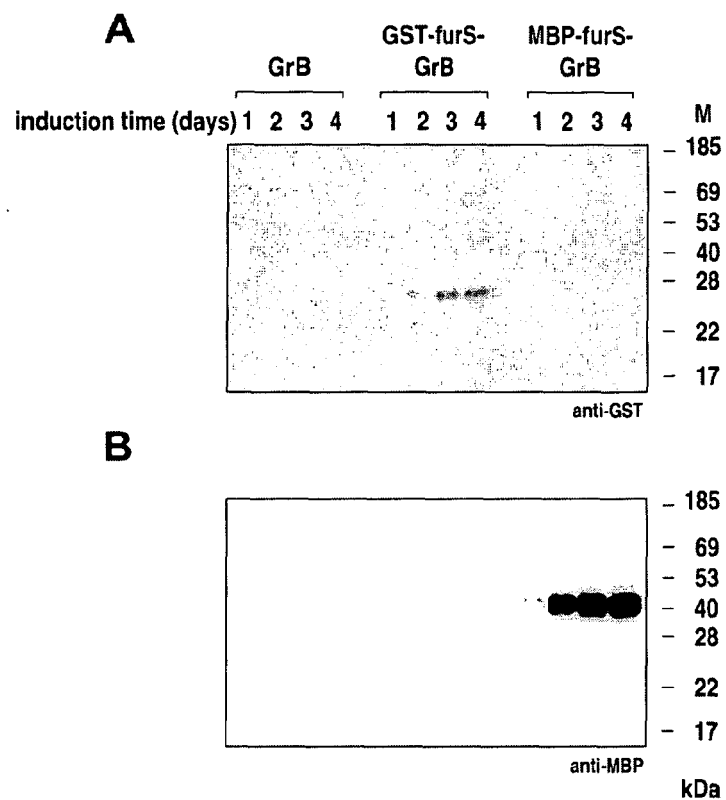 A
GST-furS- MBP-furS-
GrB GrB GrB
induction time (days) 1 2 3 4 1 2 3 4 1 2 3 4 M
185
69
53
40
28
22
17
anti-GST
B
185
69
53
40
28
22
17
anti-MBP
kDa